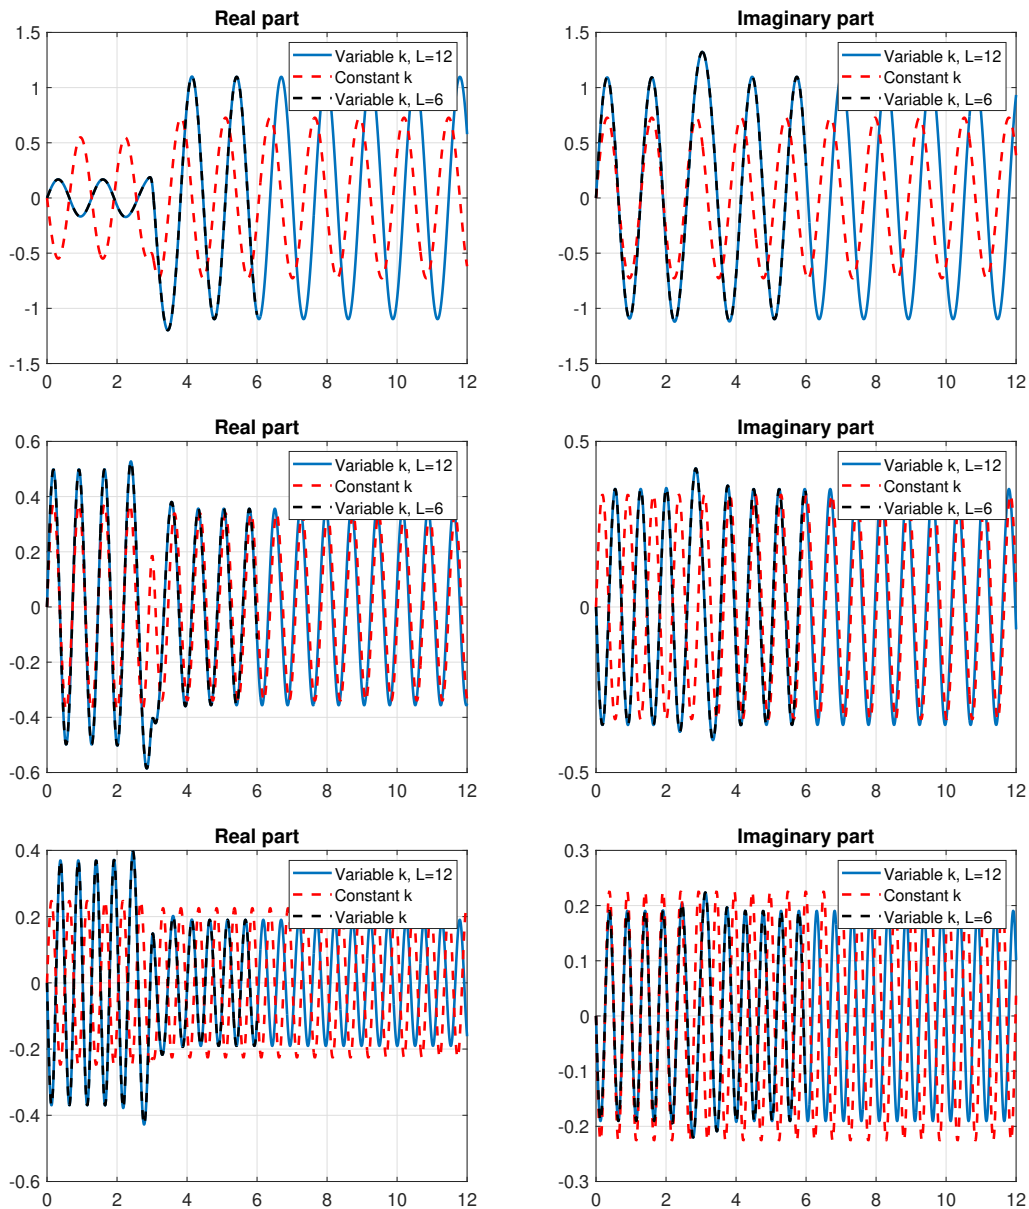 Real part
1.5
1
0.5
0
-0.5
-1
-1.5
0 2 4 6 8 10 12
Variable k, L=12
Constant k
Variable k, L=6
Imaginary part
1.5
1
0.5
0
-0.5
-1
-1.5
0 2 4 6 8 10 12
Variable k, L=12
Constant k
Variable k, L=6
Real part
0.6
0.4
0.2
0
-0.2
-0.4
-0.6
0 2 4 6 8 10 12
Variable k, L=12
Constant k
Variable k, L=6
Imaginary part
0.5
0
-0.5
0 2 4 6 8 10 12
Variable k, L=12
Constant k
Variable k, L=6
Real part
0.4
0.2
0
-0.2
-0.4
-0.6
0 2 4 6 8 10 12
Variable k, L=12
Constant k
Variable k
Imaginary part
0.3
0.2
0.1
0
-0.1
-0.2
-0.3
0 2 4 6 8 10 12
Variable k, L=12
Constant k
Variable k, L=6